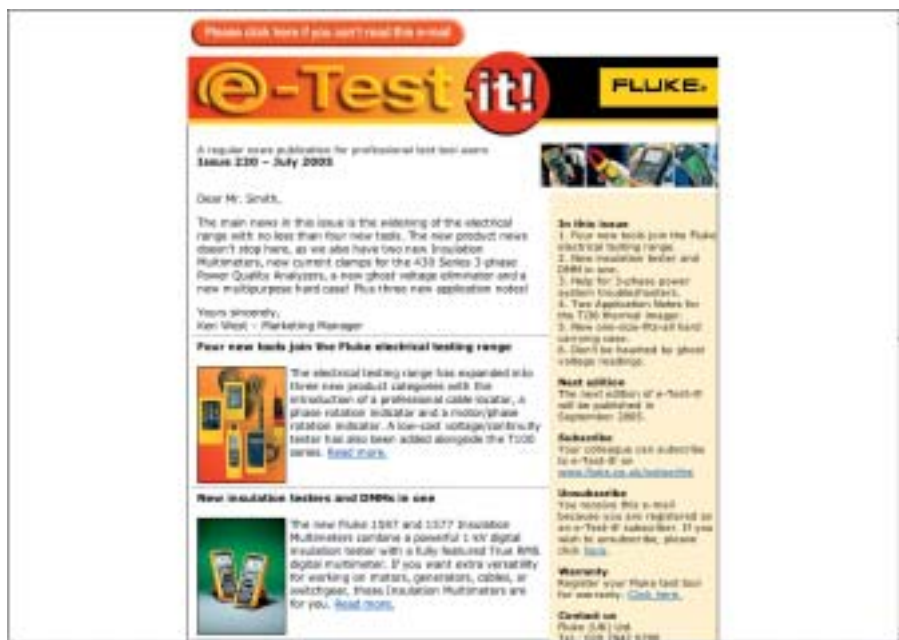 Please click here if you can't read this e-mail
e-Test-it!
FLUKE®
A regular news publication for professional test tool users
Issue 230 – July 2005
Dear Mr. Smith,
The main news in this issue is the widening of the electrical
range with no less than four new tools. The new product news
doesn't stop here, as we also have two new Insulation
Multimeters, new current clamps for the 430 Series 3-phase
Power Quality Analyzers, a new ghost voltage eliminator and a
new multipurpose hard case! Plus three new application notes!
Yours sincerely,
Ken West – Marketing Manager
Four new tools join the Fluke electrical testing range
The electrical testing range has expanded into
three new product categories with the
introduction of a professional cable locator, a
phase rotation indicator and a motor/phase
rotation indicator. A low-cost voltage/continuity
tester has also been added alongside the T100
series. Read more.
New insulation testers and DMMs in one
The new Fluke 1587 and 1577 Insulation
Multimeters combine a powerful 1 kV digital
insulation tester with a fully featured True RMS
digital multimeter. If you want extra versatility
for working on motors, generators, cables, or
switchgear, these Insulation Multimeters are
for you. Read more.
In this issue
1. Four new tools join the Fluke
electrical testing range.
2. New insulation tester and
DMM in one.
3. Help for 3-phase power
system troubleshooters.
4. Two Application Notes for
the Ti30 thermal imager.
5. New one-size-fits-all hard
carrying case.
6. Don't be haunted by ghost
voltage readings.
Next edition
The next edition of e-Test-it!
will be published in
September 2005.
Subscribe
Your colleague can subscribe
to e-Test-it! on
www.fluke.co.uk/subscribe
Unsubscribe
You receive this e-mail
because you are registered as
an e-Test-it! subscriber. If you
wish to unsubscribe, please
click here.
Warranty
Register your Fluke test tool
for warranty. Click here.
Contact us
Fluke (UK) Ltd.